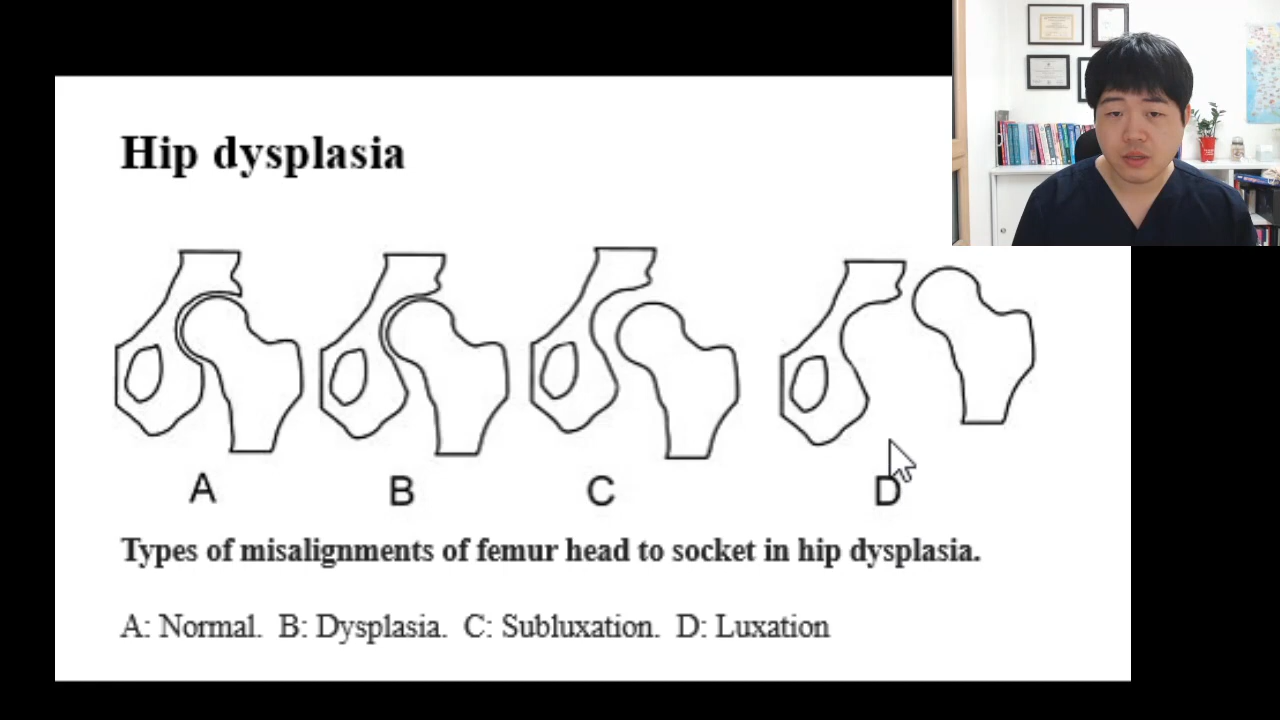 Hip dysplasia
A
B
C
D
Types of misalignments of femur head to socket in hip dysplasia.
A: Normal.  B: Dysplasia.  C: Subluxation.  D: Luxation